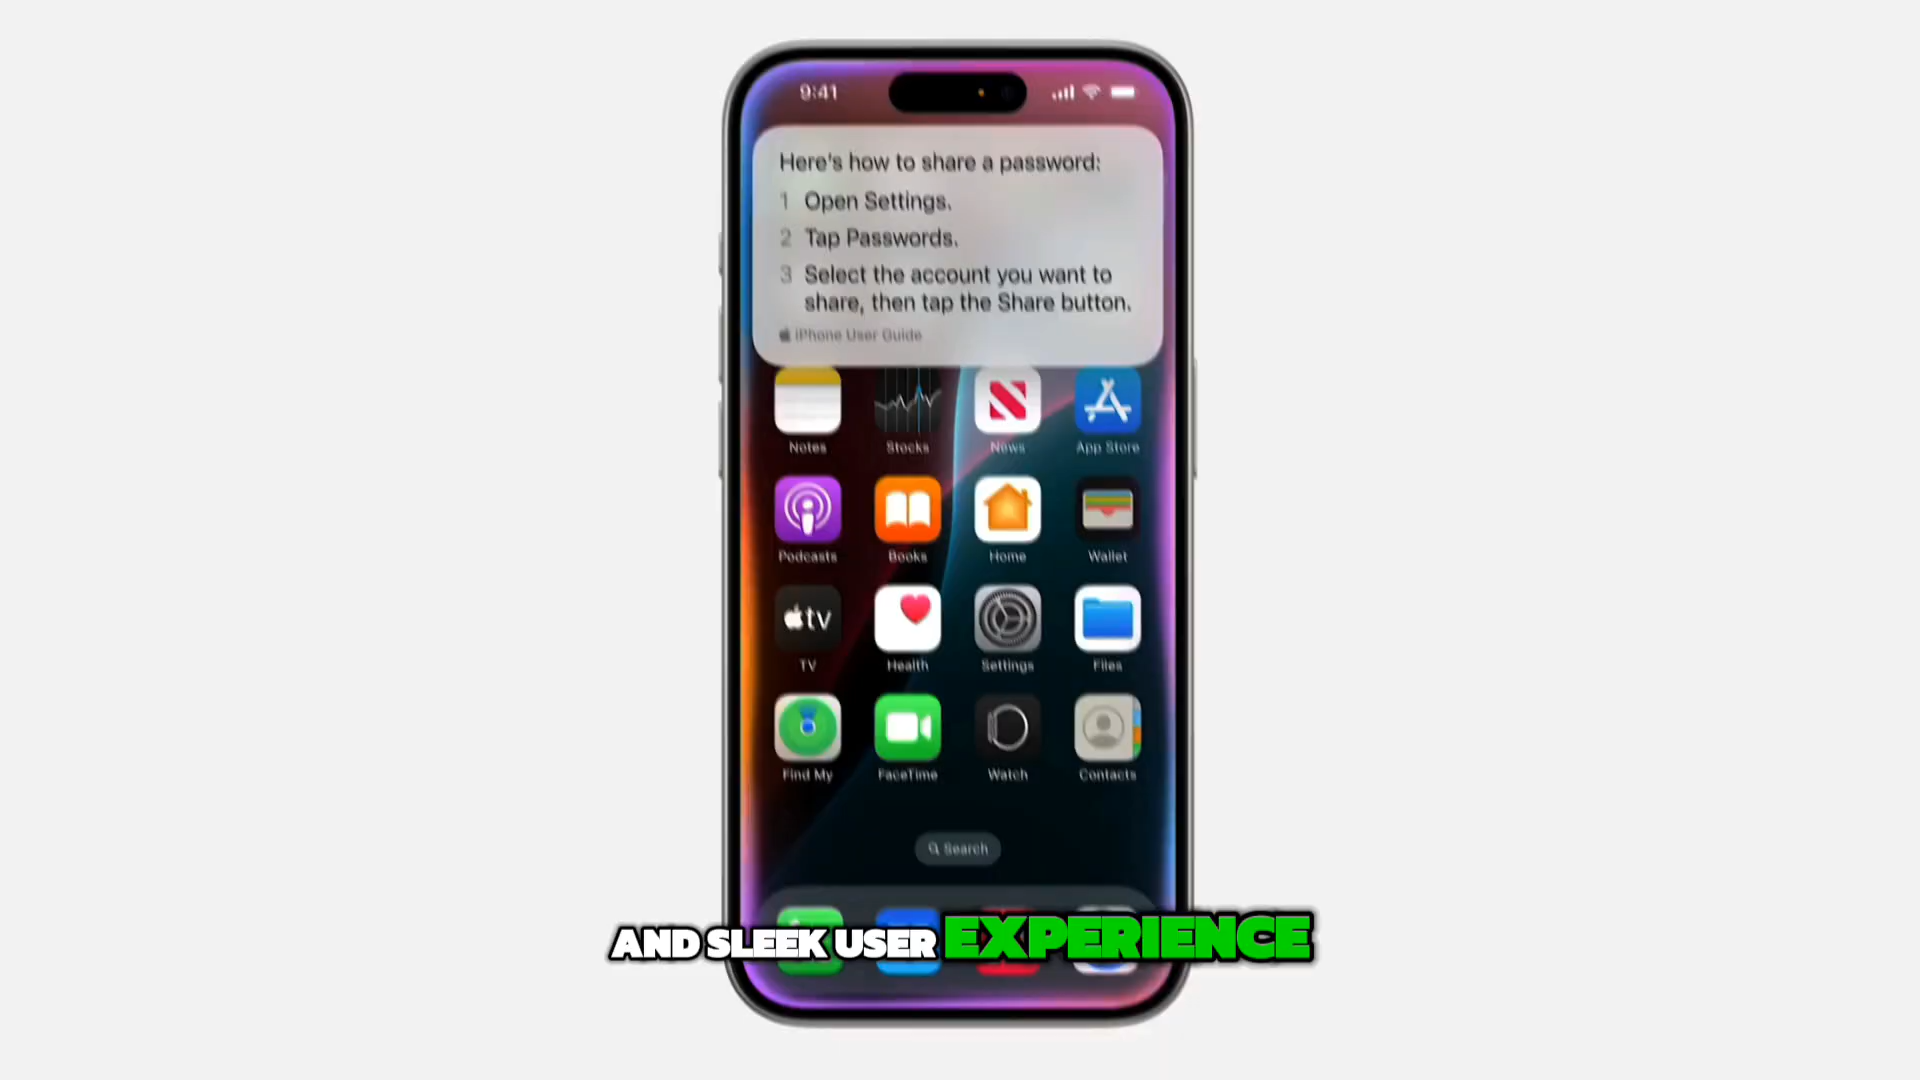 9:41
Here's how to share a password:
1 Open Settings.
2 Tap Passwords.
3 Select the account you want to
share, then tap the Share button.
iPhone User Guide
Notes Stocks News App Store
Podcasts Books Home Wallet
tv
TV Health Settings Files
Find My FaceTime Watch Contacts
Search
AND SLEEK USER EXPERIENCE